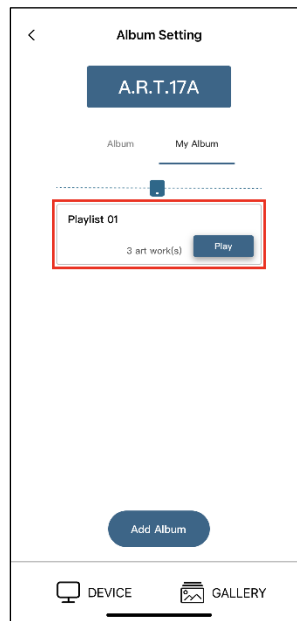 Album Setting
A.R.T.17A
Album My Album
Playlist 01
3 art work(s) Play
Add Album
DEVICE GALLERY